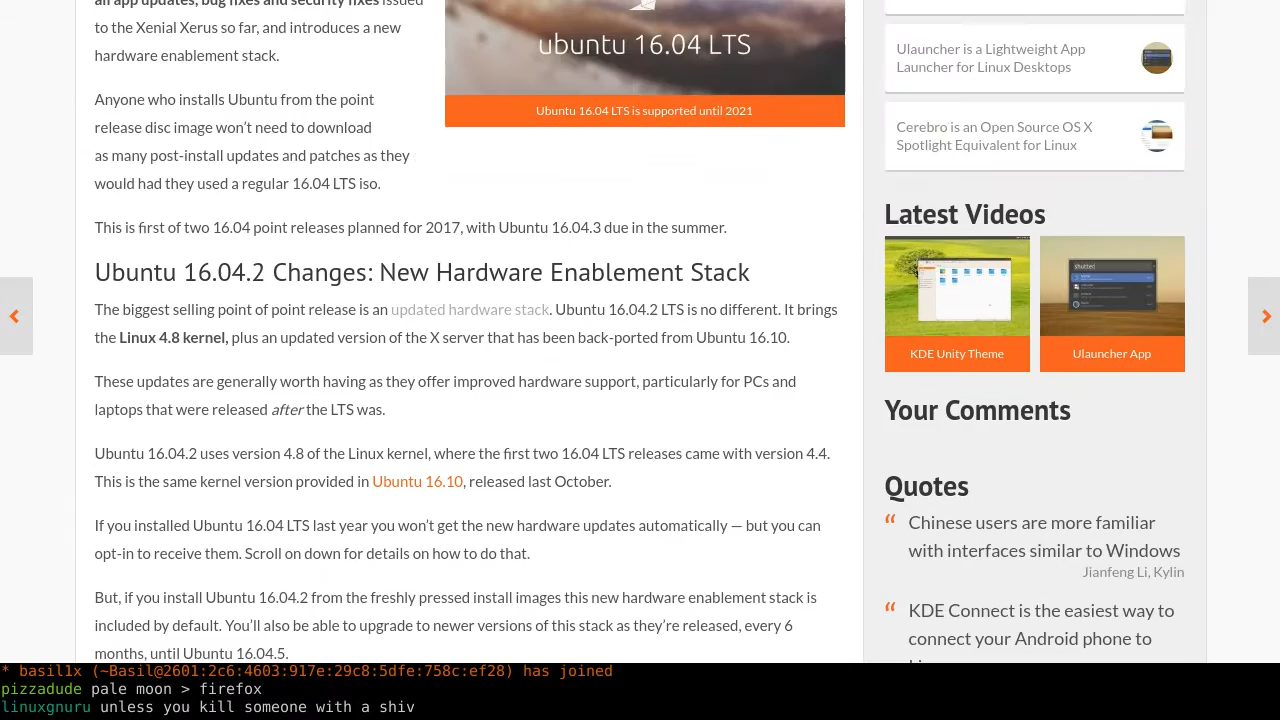 all app updates, bug fixes and security fixes issued
to the Xenial Xerus so far, and introduces a new
hardware enablement stack.
Anyone who installs Ubuntu from the point
release disc image won’t need to download
as many post-install updates and patches as they
would had they used a regular 16.04 LTS iso.
ubuntu 16.04 LTS
Ubuntu 16.04 LTS is supported until 2021
This is first of two 16.04 point releases planned for 2017, with Ubuntu 16.04.3 due in the summer.
Ubuntu 16.04.2 Changes: New Hardware Enablement Stack
The biggest selling point of point release is an updated hardware stack. Ubuntu 16.04.2 LTS is no different. It brings
the Linux 4.8 kernel, plus an updated version of the X server that has been back-ported from Ubuntu 16.10.
These updates are generally worth having as they offer improved hardware support, particularly for PCs and
laptops that were released after the LTS was.
Ubuntu 16.04.2 uses version 4.8 of the Linux kernel, where the first two 16.04 LTS releases came with version 4.4.
This is the same kernel version provided in Ubuntu 16.10, released last October.
If you installed Ubuntu 16.04 LTS last year you won’t get the new hardware updates automatically — but you can
opt-in to receive them. Scroll on down for details on how to do that.
But, if you install Ubuntu 16.04.2 from the freshly pressed install images this new hardware enablement stack is
included by default. You’ll also be able to upgrade to newer versions of this stack as they’re released, every 6
months, until Ubuntu 16.04.5.
Ulauncher is a Lightweight App
Launcher for Linux Desktops
Cerebro is an Open Source OS X
Spotlight Equivalent for Linux
Latest Videos
shutter
KDE Unity Theme
Ulauncher App
Your Comments
Quotes
“ Chinese users are more familiar
with interfaces similar to Windows
Jianfeng Li, Kylin
“ KDE Connect is the easiest way to
connect your Android phone to
* basil1x (~Basil@2601:2c6:4603:917e:29c8:5dfe:758c:ef28) has joined
pizzadude pale moon > firefox
linuxgnuru unless you kill someone with a shiv